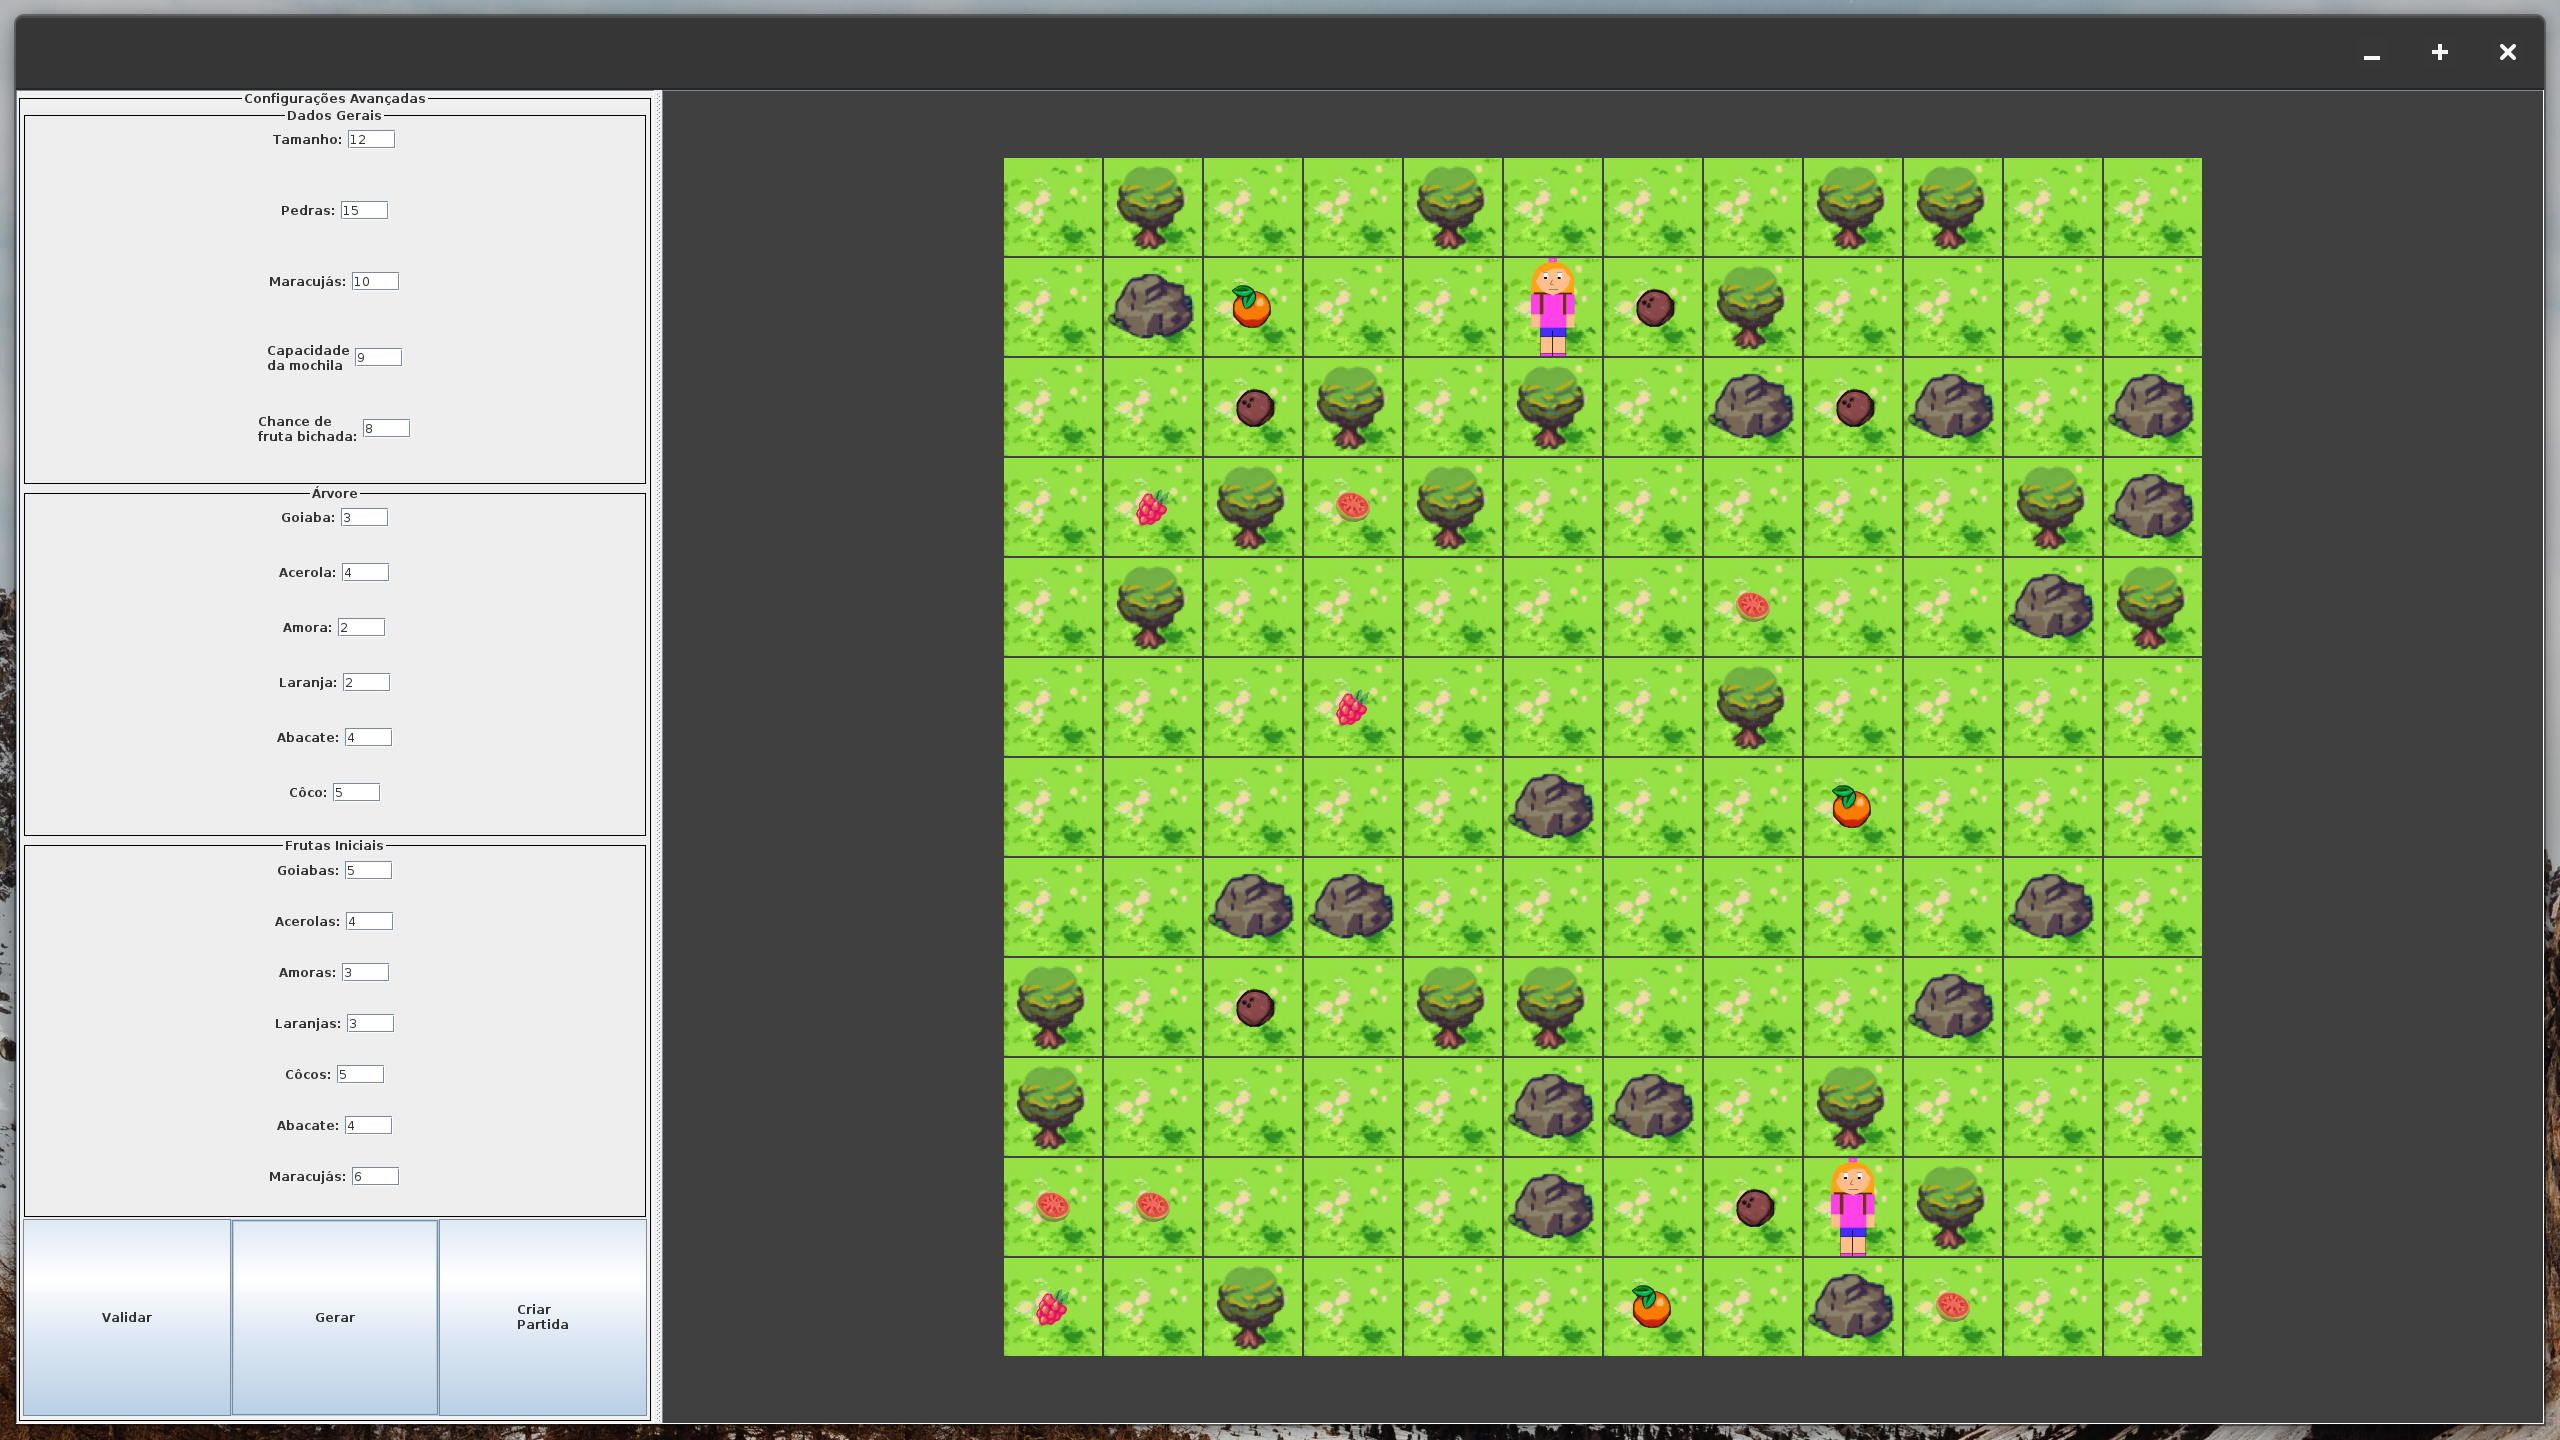 Configurações Avançadas
Dados Gerais
Tamanho: 12
Pedras: 15
Maracujás: 10
Capacidade
da mochila 9
Chance de
fruta bichada: 8
Árvore
Goiaba: 3
Acerola: 4
Amora: 2
Laranja: 2
Abacate: 4
Côco: 5
Frutas Iniciais
Goiabas: 5
Acerolas: 4
Amoras: 3
Laranjas: 3
Côcos: 5
Abacate: 4
Maracujás: 6
Validar
Gerar
Criar
Partida